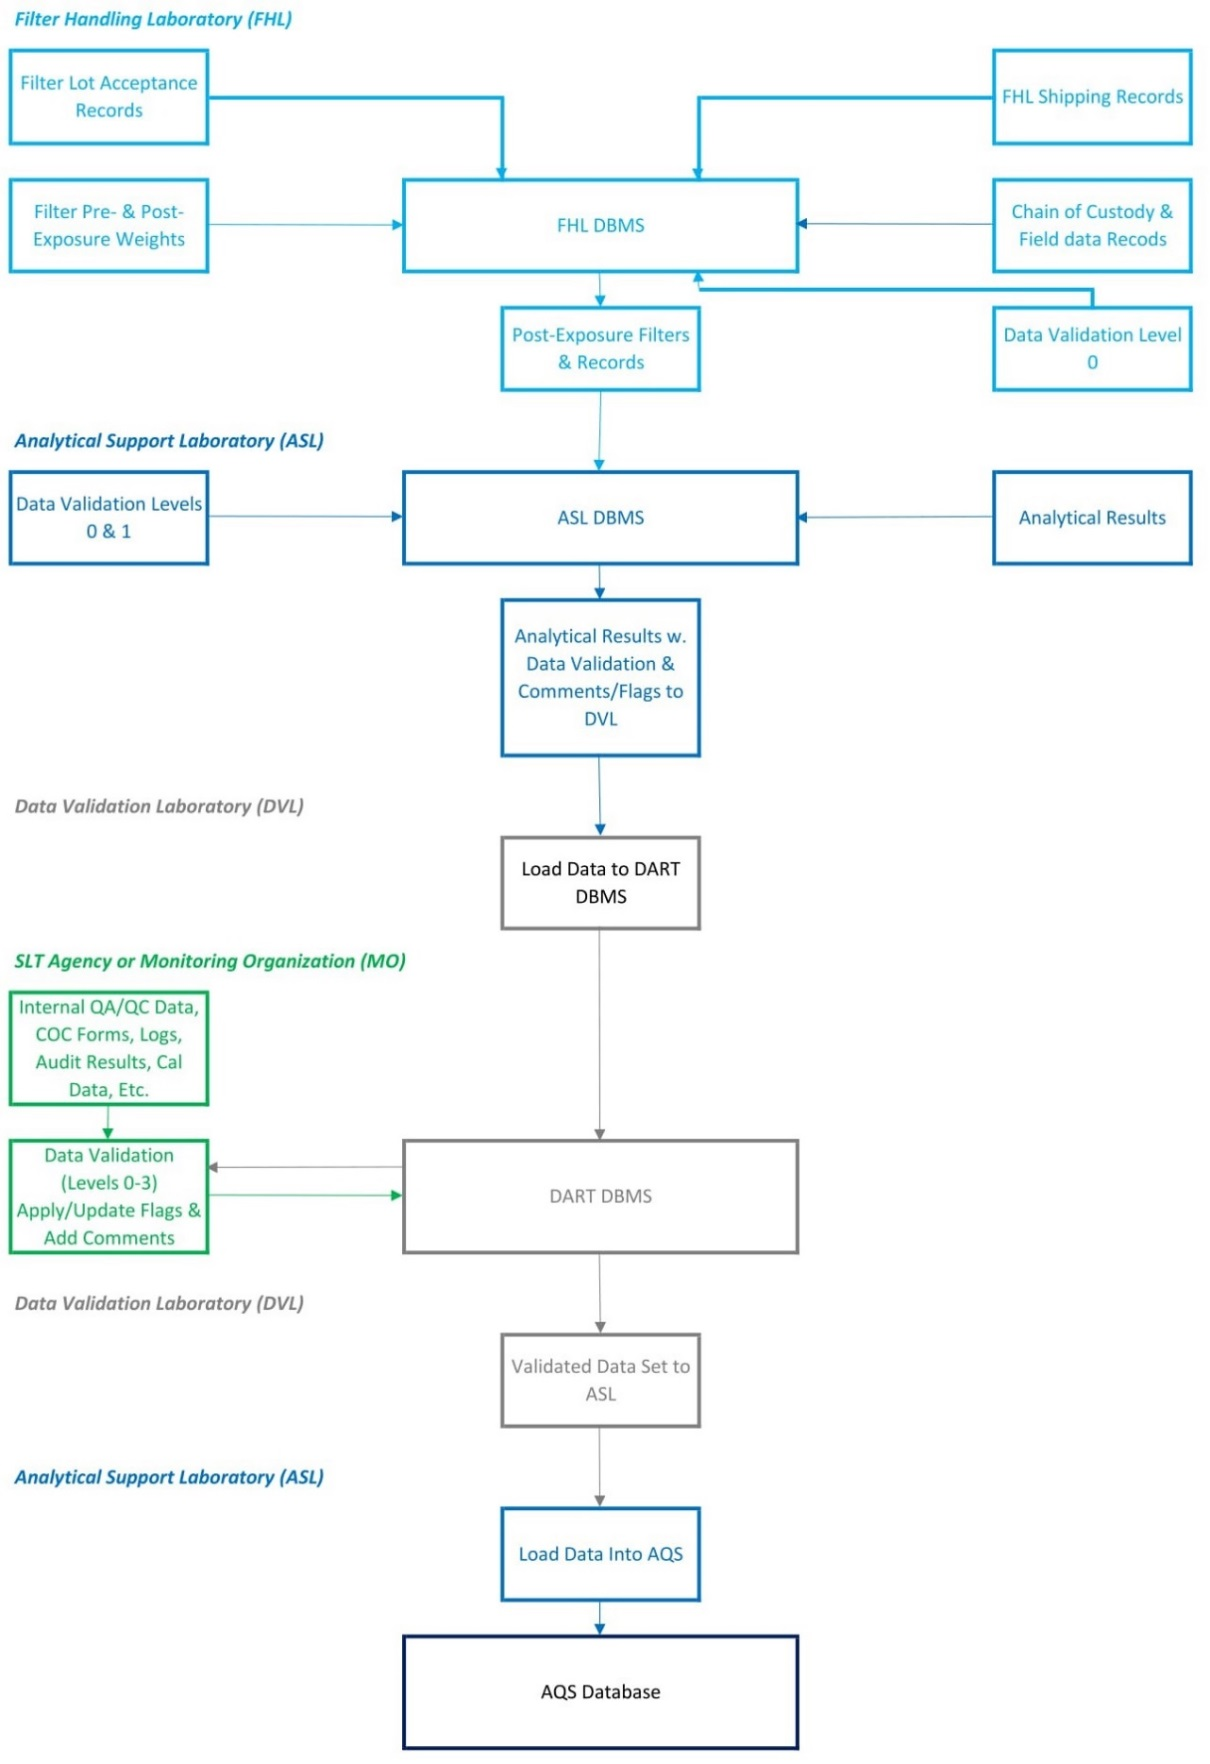 Filter Handling Laboratory (FHL)
Filter Lot Acceptance
Records
FHL Shipping Records
Filter Pre- & Post-
Exposure Weights
FHL DBMS
Chain of Custody &
Field data Recods
Post-Exposure Filters
& Records
Data Validation Level
0
Analytical Support Laboratory (ASL)
Data Validation Levels
0 & 1
ASL DBMS
Analytical Results
Analytical Results w.
Data Validation &
Comments/Flags to
DVL
Data Validation Laboratory (DVL)
Load Data to DART
DBMS
SLT Agency or Monitoring Organization (MO)
Internal QA/QC Data,
COC Forms, Logs,
Audit Results, Cal
Data, Etc.
Data Validation
(Levels 0-3)
Apply/Update Flags &
Add Comments
DART DBMS
Data Validation Laboratory (DVL)
Validated Data Set to
ASL
Analytical Support Laboratory (ASL)
Load Data Into AQS
AQS Database